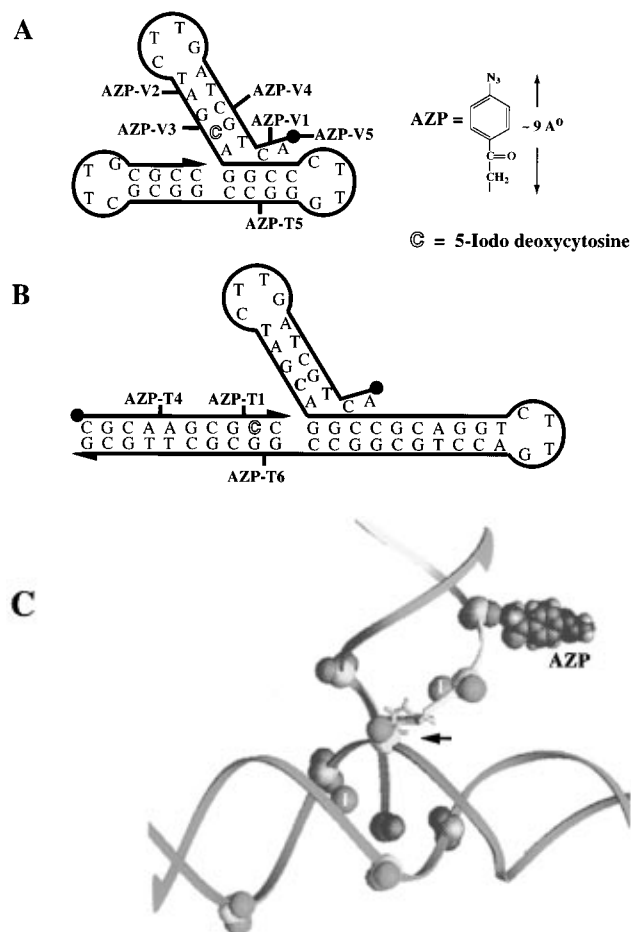 A
T T
C G
AZP-V2 T A AZP-V4
A T
G C AZP-V1
AZP-V3 ℂ G AZP-V5
A T C A
T G C G C C G G C C C T
T C G C G G C C G G G T
AZP-T5
N3
AZP =
~9 A°
C=O
CH2
ℂ = 5-Iodo deoxycytosine
B
T T
C G
T A
A T
G C
C G
A T C A
AZP-T4 AZP-T1
C G C A A G C G ℂ C G G C C G C A G G T C T
G C G T T C G C G G C C G G C G T C C A G T
AZP-T6
C
AZP
I
I